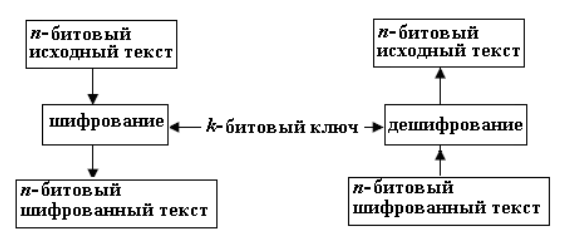 n-битовый
исходный текст
шифрование
n-битовый
шифрованный текст
k-битовый ключ
n-битовый
исходный текст
дешифрование
n-битовый
шифрованный текст